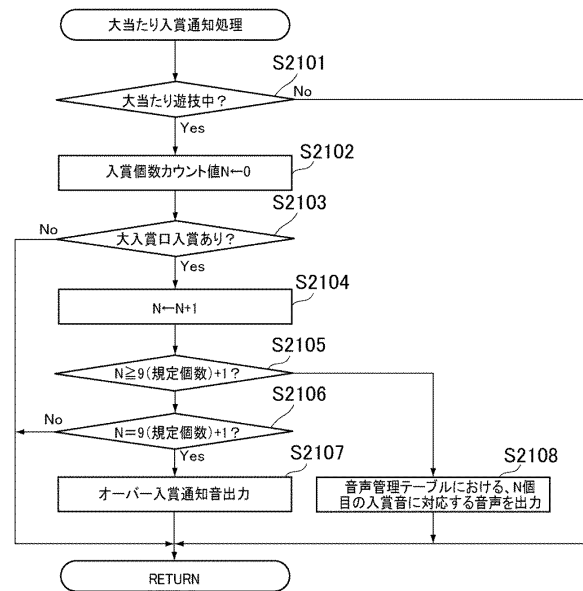 大当たり入賞通知処理
S2101
大当たり遊技中?
No
Yes
S2102
入賞個数カウント値N←0
S2103
No
大入賞口入賞あり?
Yes
S2104
N←N+1
S2105
N≧9(規定個数)+1?
S2106
No
N=9(規定個数)+1?
Yes
S2107
オーバー入賞通知音出力
S2108
音声管理テーブルにおける、N個
目の入賞音に対応する音声を出力
RETURN